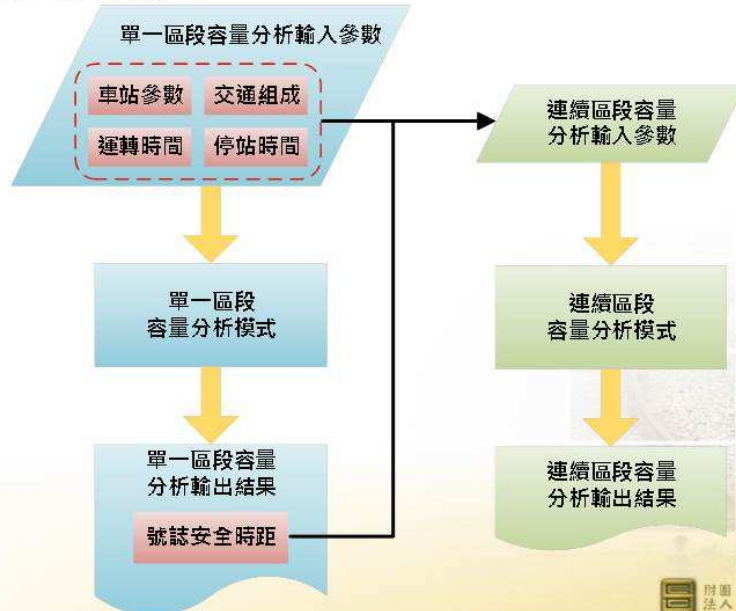 單一區段容量分析輸入參數
車站參數
交通組成
運轉時間
停站時間
單一區段
容量分析模式
單一區段容量
分析輸出結果
號誌安全時距
連續區段容量
分析輸入參數
連續區段
容量分析模式
連續區段容量
分析輸出結果
財團
法人